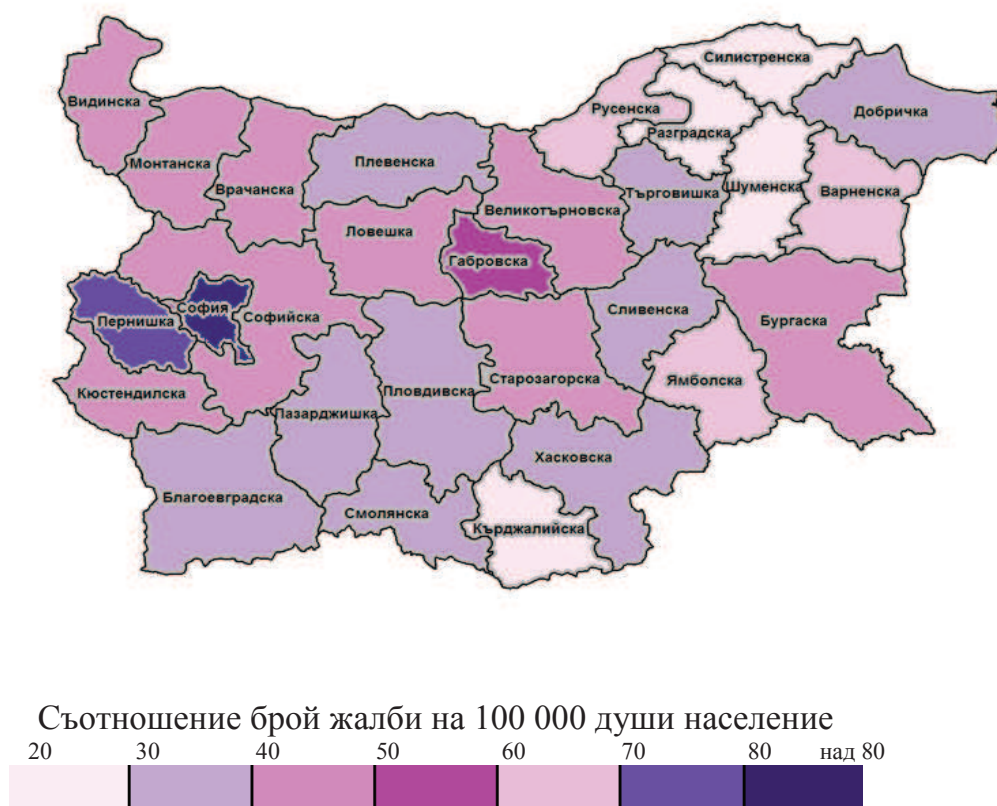 Силистренска
Видинска
Русенска
Добричка
Разградска
Монтанска
Плевенска
Врачанска
Търговишка
Шуменска
Варненска
Великотърновска
Ловешка
Габровска
София
Софийска
Пернишка
Сливенска
Бургаска
Старозагорска
Ямболска
Кюстендилска
Пловдивска
Пазарджишка
Хасковска
Благоевградска
Смолянска
Кърджалийска
Съотношение брой жалби на 100 000 души население
20 30 40 50 60 70 80 над 80